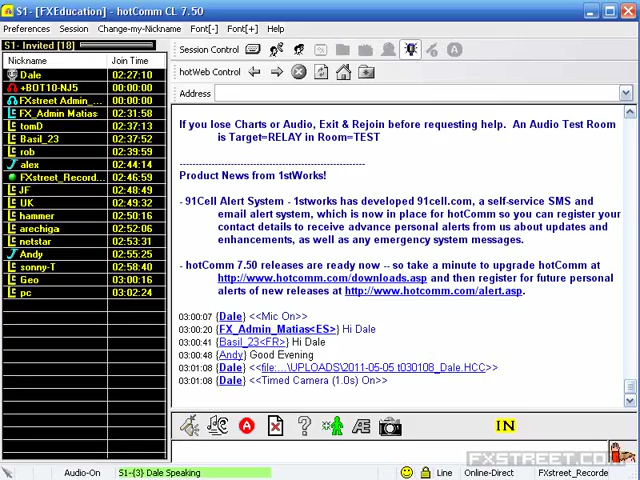 S1- [FXEducation] - hotComm CL 7.50
Preferences Session Change-my-Nickname Font[-] Font[+] Help
S1- Invited [18]
Nickname Join Time
Dale 02:27:10
+BOT10-NJ5 00:00:00
FXstreet Admin_... 00:00:00
FX_Admin Matias 02:31:58
tomD 02:37:13
Basil_23 02:37:52
rob 02:39:59
alex 02:44:14
FXstreet_Record... 02:46:59
JF 02:48:49
UK 02:49:32
hammer 02:50:16
arechiga 02:52:06
netstar 02:53:31
Andy 02:55:25
sonny-T 02:58:40
Geo 03:00:16
pc 03:02:24
Session Control
hotWeb Control
Address
If you lose Charts or Audio, Exit & Rejoin before requesting help. An Audio Test Room
is Target=RELAY in Room=TEST
----------------------------------------------------------
Product News from 1stWorks!
- 91Cell Alert System - 1stworks has developed 91cell.com, a self-service SMS and
email alert system, which is now in place for hotComm so you can register your
contact details to receive advance personal alerts from us about updates and
enhancements, as well as any emergency system messages.
- hotComm 7.50 releases are ready now -- so take a minute to upgrade hotComm at
http://www.hotcomm.com/downloads.asp and then register for future personal
alerts of new releases at http://www.hotcomm.com/alert.asp.
03:00:07 {Dale} <<Mic On>>
03:00:20 {FX_Admin_Matias<ES} Hi Dale
03:00:41 {Basil_23<FR>} Hi Dale
03:00:48 {Andy} Good Evening
03:01:08 {Dale} <<file:...\UPLOADS\2011-05-05 t030108_Dale.HCC>>
03:01:08 {Dale} <<Timed Camera (1.0s) On>>
A ? Æ IN
FXSTREET.COM
Audio-On S1-{3} Dale Speaking Line Online-Direct FXstreet_Recorde